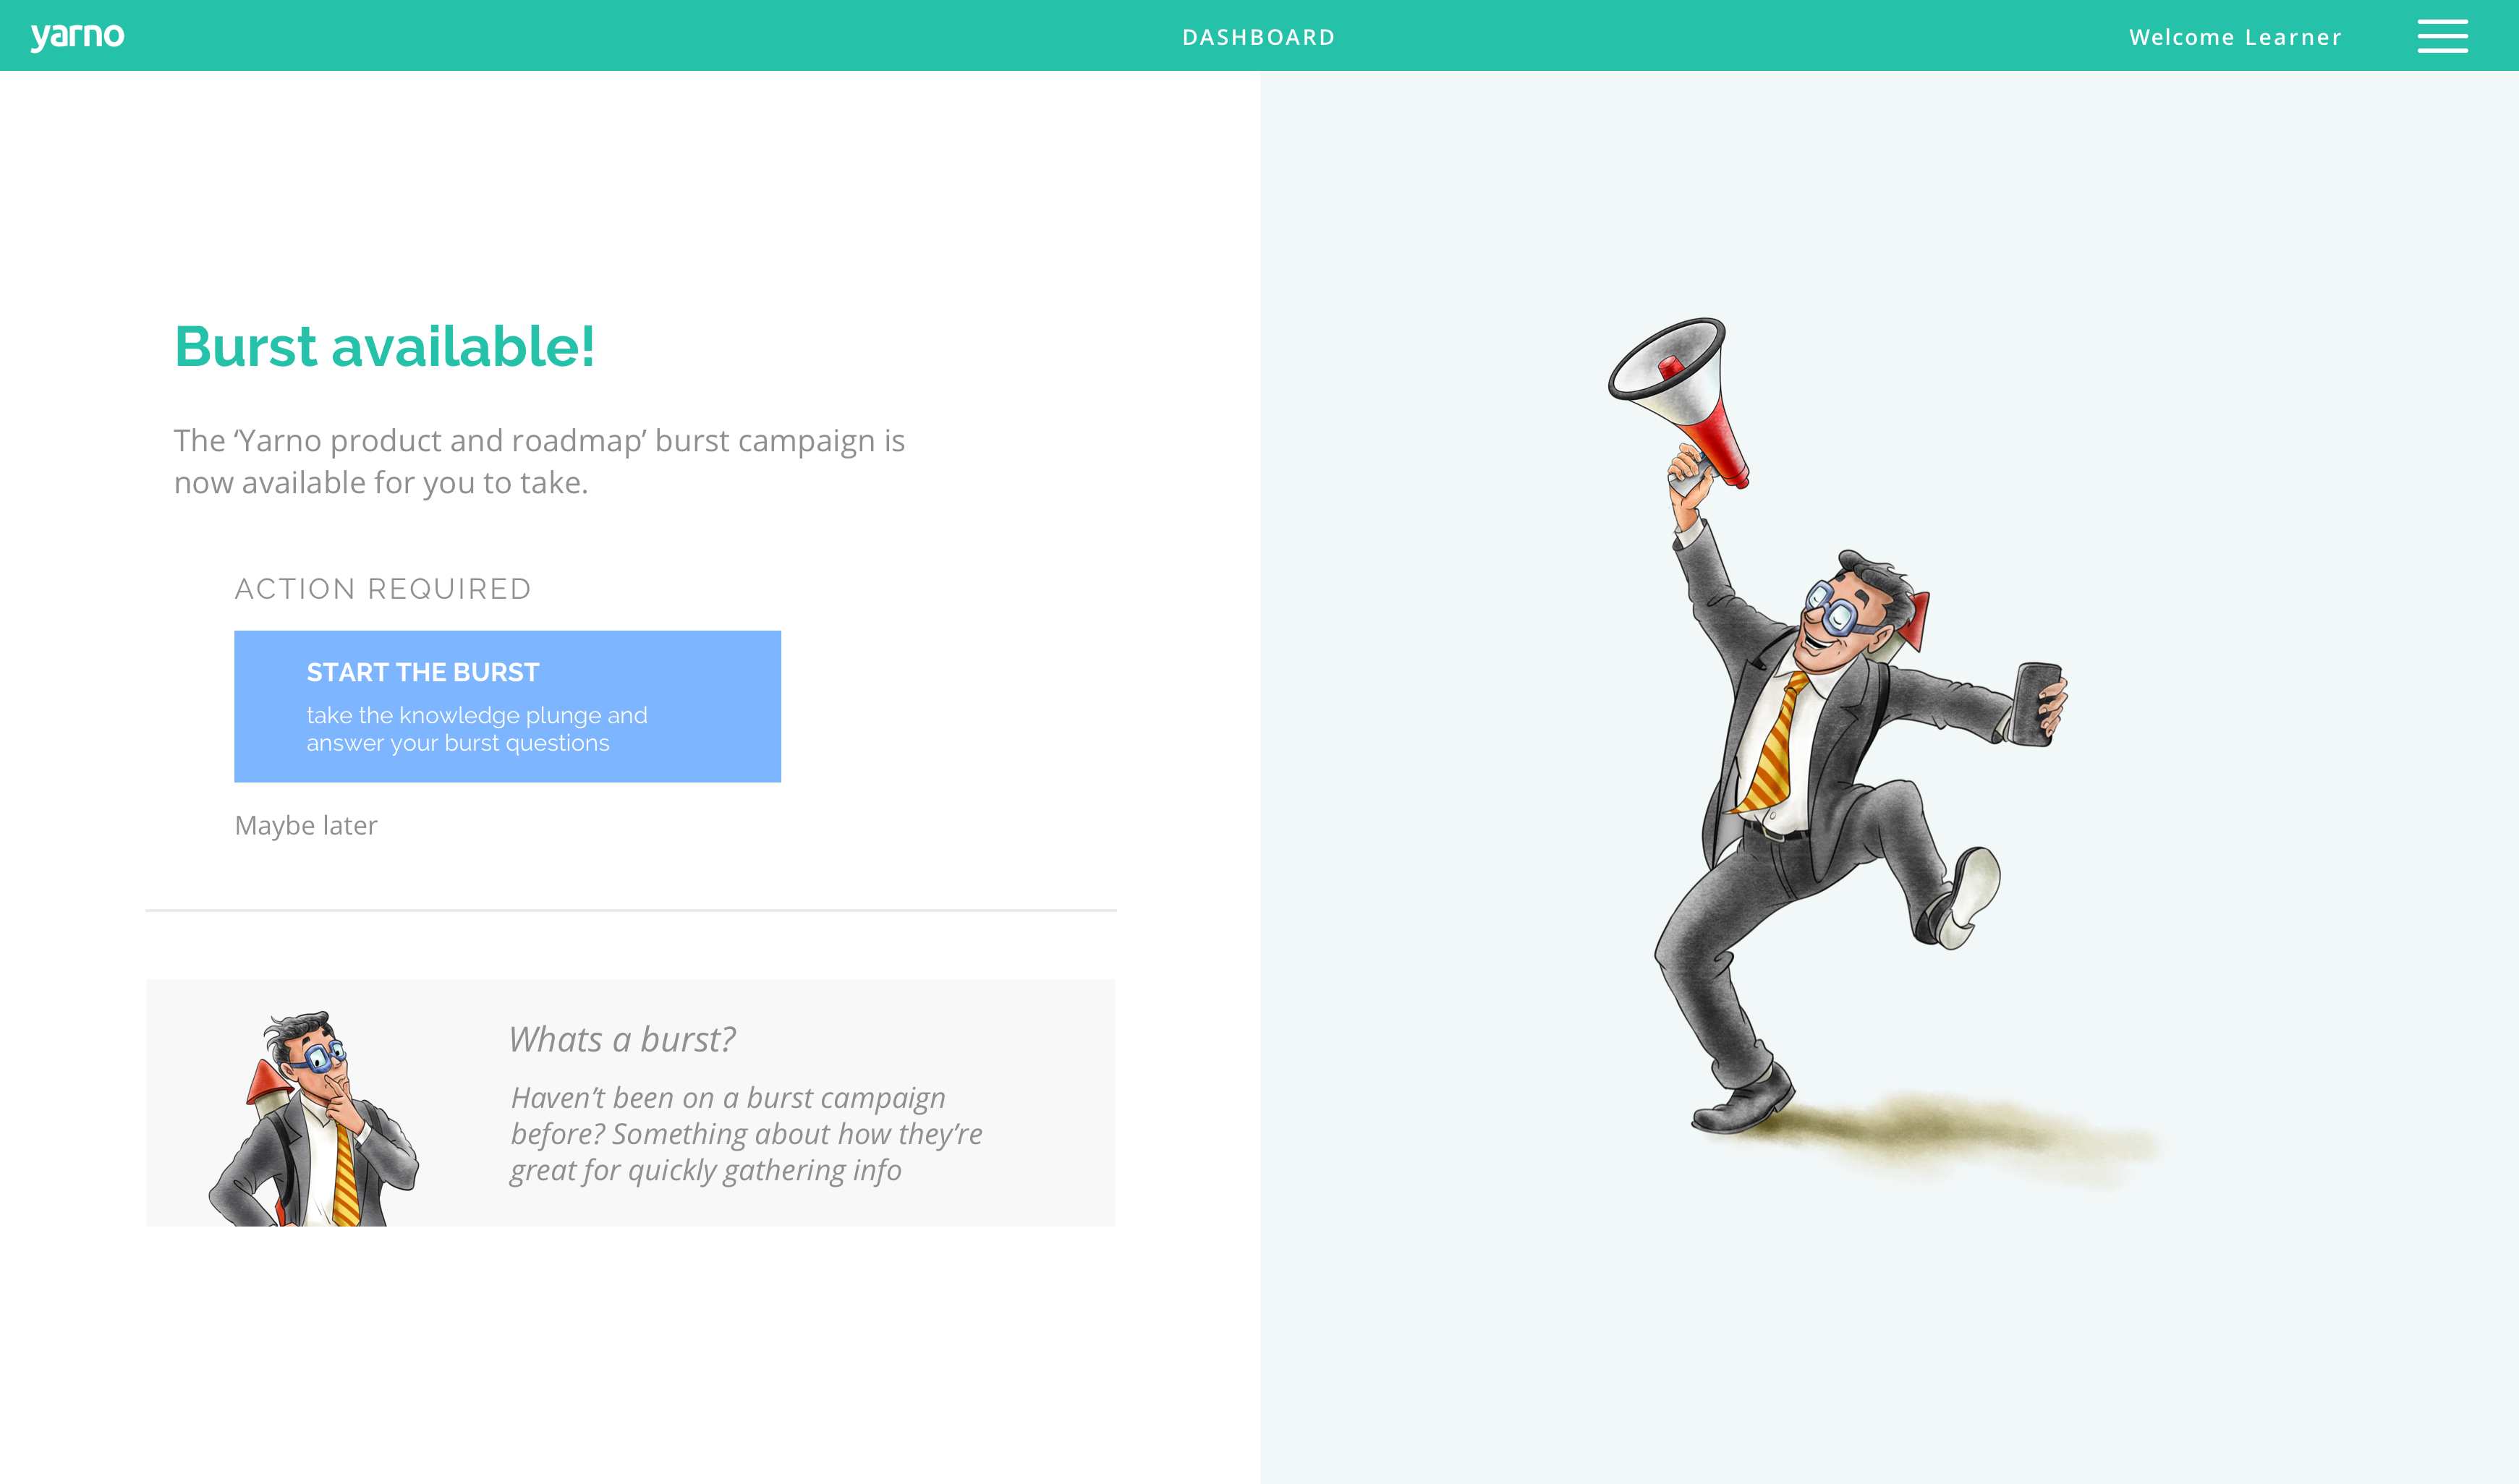 yarno
DASHBOARD
Welcome Learner
Burst available!
The ‘Yarno product and roadmap’ burst campaign is
now available for you to take.
ACTION REQUIRED
START THE BURST
take the knowledge plunge and
answer your burst questions
Maybe later
Whats a burst?
Haven’t been on a burst campaign
before? Something about how they’re
great for quickly gathering info